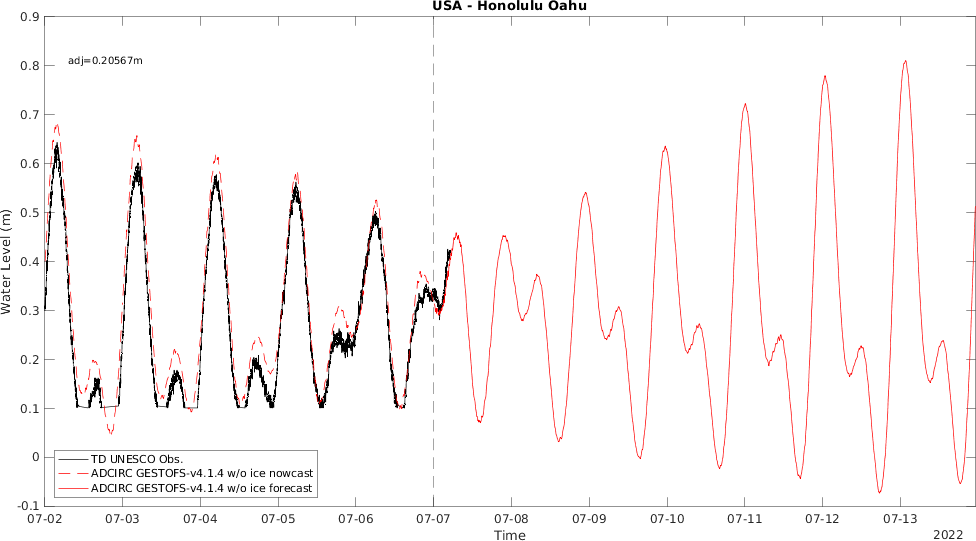 USA - Honolulu Oahu
adj=0.20567m
Water Level (m)
0.9
0.8
0.7
0.6
0.5
0.4
0.3
0.2
0.1
0
-0.1
TD UNESCO Obs.
ADCIRC GESTOFS-v4.1.4 w/o ice nowcast
ADCIRC GESTOFS-v4.1.4 w/o ice forecast
07-02 07-03 07-04 07-05 07-06 07-07 07-08 07-09 07-10 07-11 07-12 07-13
Time
2022